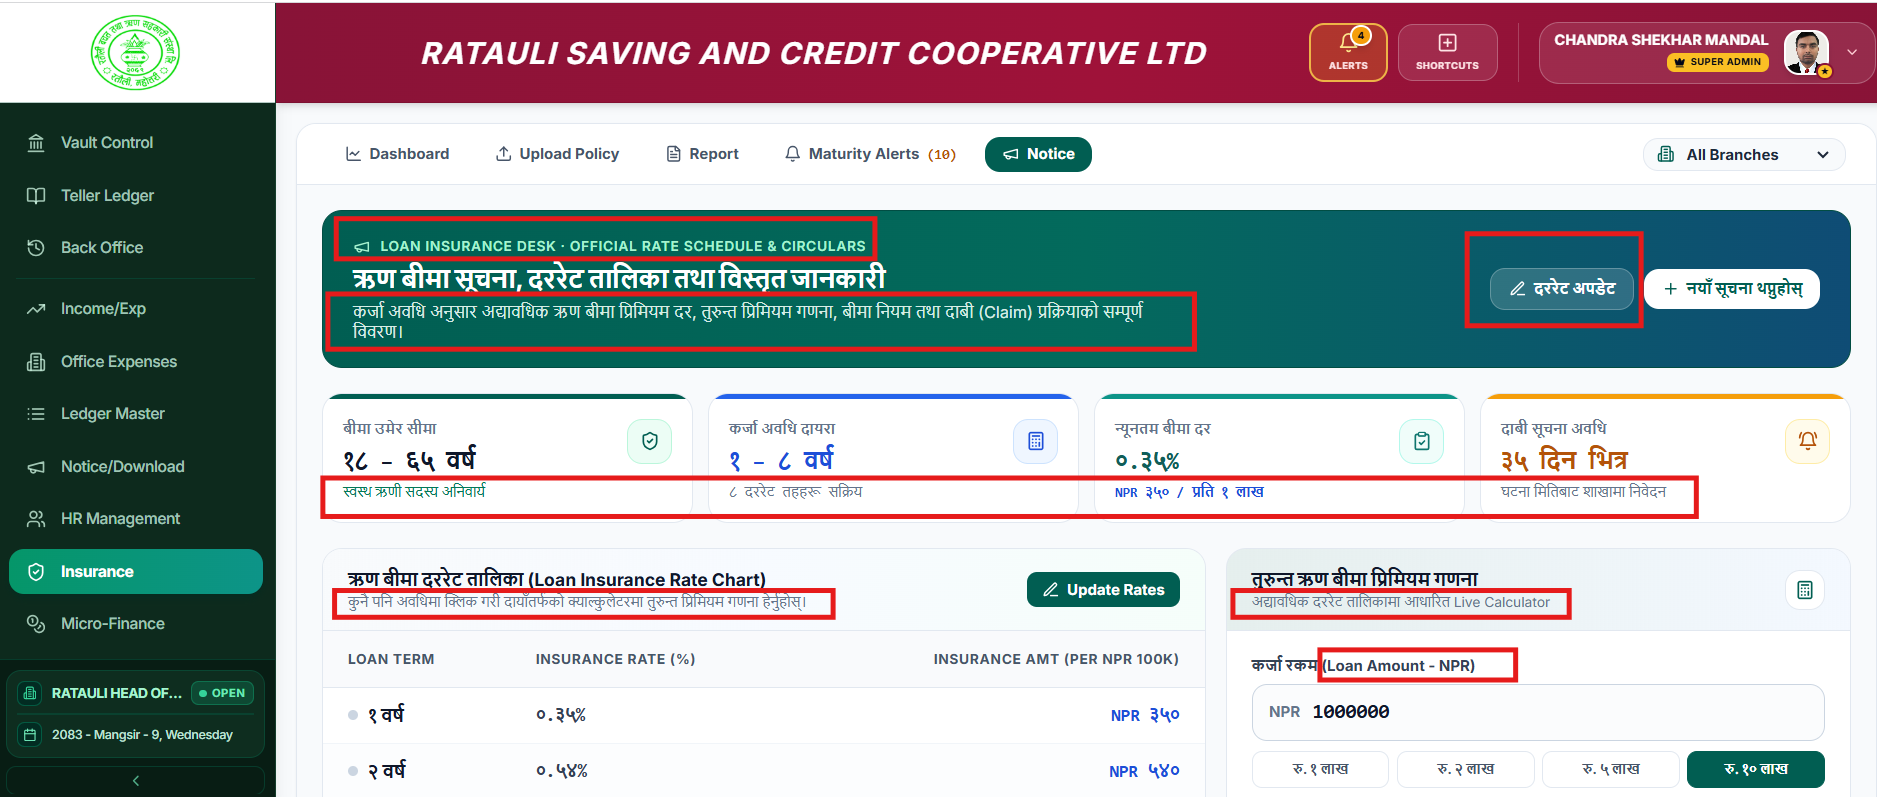 RATAULI SAVING AND CREDIT COOPERATIVE LTD
4
ALERTS
SHORTCUTS
CHANDRA SHEKHAR MANDAL
SUPER ADMIN
Vault Control
Teller Ledger
Back Office
Income/Exp
Office Expenses
Ledger Master
Notice/Download
HR Management
Insurance
Micro-Finance
RATAULI HEAD OF...
OPEN
2083 - Mangsir - 9, Wednesday
Dashboard
Upload Policy
Report
Maturity Alerts (10)
Notice
All Branches
LOAN INSURANCE DESK · OFFICIAL RATE SCHEDULE & CIRCULARS
ऋण बीमा सूचना, दररेट तालिका तथा विस्तृत जानकारी
कर्जा अवधि अनुसार अद्यावधिक ऋण बीमा प्रिमियम दर, तुरुन्त प्रिमियम गणना, बीमा नियम तथा दाबी (Claim) प्रक्रियाको सम्पूर्ण
विवरण।
दररेट अपडेट
+ नयाँ सूचना थप्नुहोस्
बीमा उमेर सीमा
१८ – ६५ वर्ष
स्वस्थ ऋणी सदस्य अनिवार्य
कर्जा अवधि दायरा
१ – ८ वर्ष
८ दररेट तहहरू सक्रिय
न्यूनतम बीमा दर
०.३५%
NPR ३५० / प्रति १ लाख
दाबी सूचना अवधि
३५ दिन भित्र
घटना मितिबाट शाखामा निवेदन
ऋण बीमा दररेट तालिका (Loan Insurance Rate Chart)
कुनै पनि अवधिमा क्लिक गरी दायाँतर्फको क्याल्कुलेटरमा तुरुन्त प्रिमियम गणना हेर्नुहोस्।
Update Rates
LOAN TERM
INSURANCE RATE (%)
INSURANCE AMT (PER NPR 100K)
१ वर्ष
०.३५%
NPR ३५०
२ वर्ष
०.५४%
NPR ५४०
तुरुन्त ऋण बीमा प्रिमियम गणना
अद्यावधिक दररेट तालिकामा आधारित Live Calculator
कर्जा रकम (Loan Amount - NPR)
NPR 1000000
रु. १ लाख
रु. २ लाख
रु. ५ लाख
रु. १० लाख